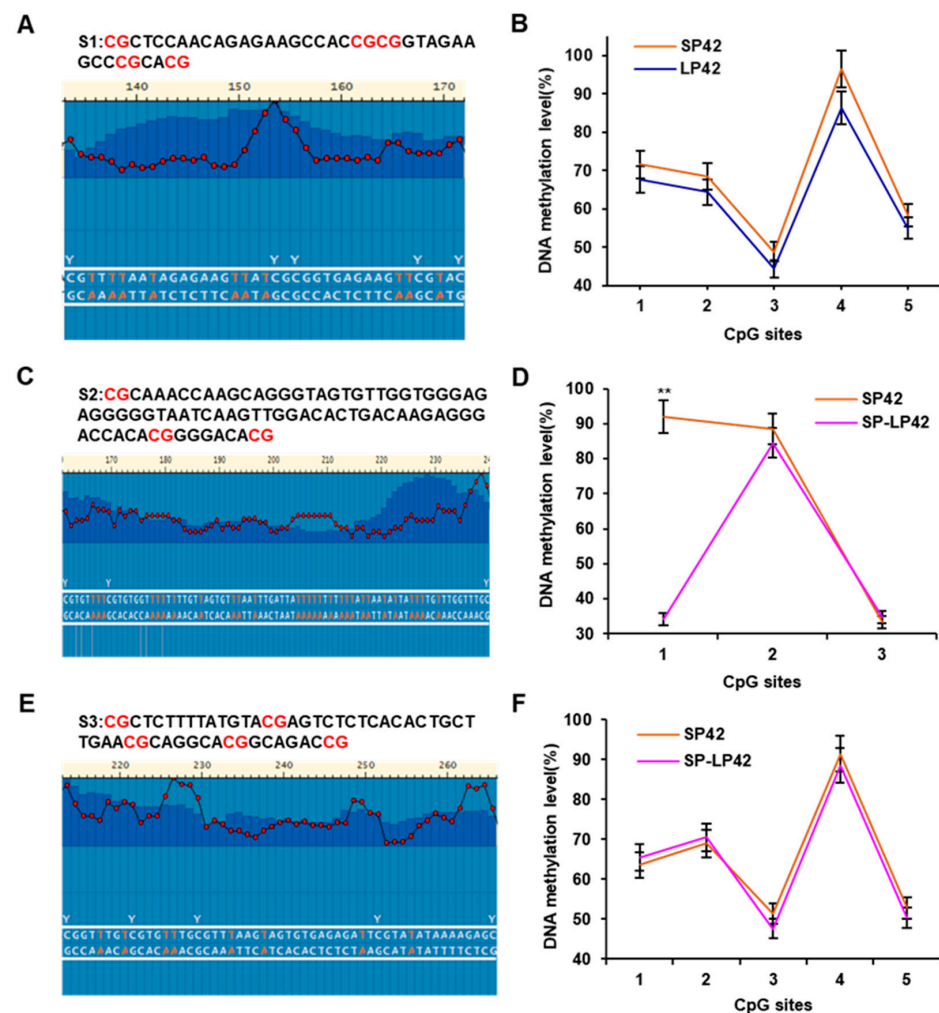 A
S1:CGCTCCAACAGAGAAGCCACCGCGGTAGAA
GCCCGCACG
140 150 160 170
Y Y Y Y Y
CGTTTTAATAGAGAAGTTATCGCGGTGAGAAGTTCGTAC
GCAAAATTATCTCTTCAATAGCGCCACTCTTCAAGCATG
B
SP42
LP42
DNA methylation level(%)
100
90
80
70
60
50
40
1 2 3 4 5
CpG sites
C
S2:CGCAAACCAAGCAGGGTAGTGTTGGTGGGAG
AGGGGGTAATCAAGTTGGACACTGACAAGAGGG
ACCACACGGGGACACG
170 180 190 200 210 220 230
Y Y Y
D
**
SP42
SP-LP42
DNA methylation level(%)
100
90
80
70
60
50
40
30
1 2 3
CpG sites
E
S3:CGCTCTTTTATGTACGAGTCTCTCACACTGCT
TGAACGCAGGCACGGCAGACCG
220 230 240 250 260
Y Y Y Y Y
CGGTTTGTCGTGTTTGCGTTTAAGTAGTGTGAGAGATTCGTATATAAAAGAGC
GCCAAACAGCACAAACGCAAATTCATCACACTCTCTAAGCATATATTTTCTCG
F
SP42
SP-LP42
DNA methylation level(%)
100
90
80
70
60
50
40
1 2 3 4 5
CpG sites